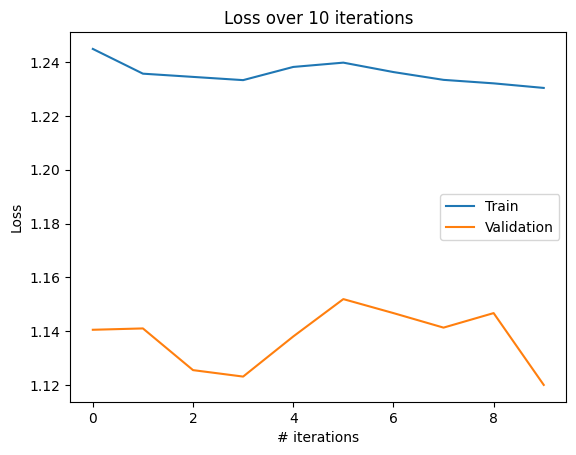 Loss over 10 iterations
Loss
1.24
1.22
1.20
1.18
1.16
1.14
1.12
Train
Validation
0
2
4
6
8
# iterations